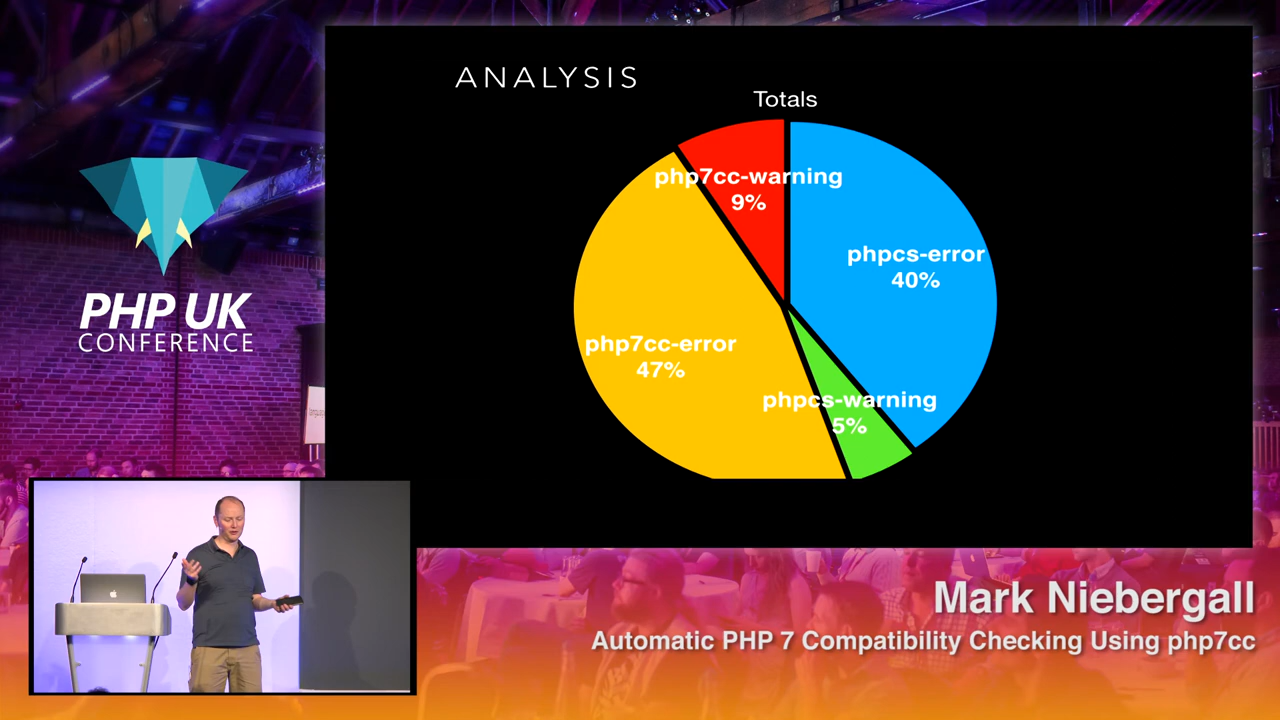 ANALYSIS
Totals
php7cc-warning
9%
phpcs-error
40%
php7cc-error
47%
phpcs-warning
5%
PHP UK
CONFERENCE
Mark Niebergall
Automatic PHP 7 Compatibility Checking Using php7cc